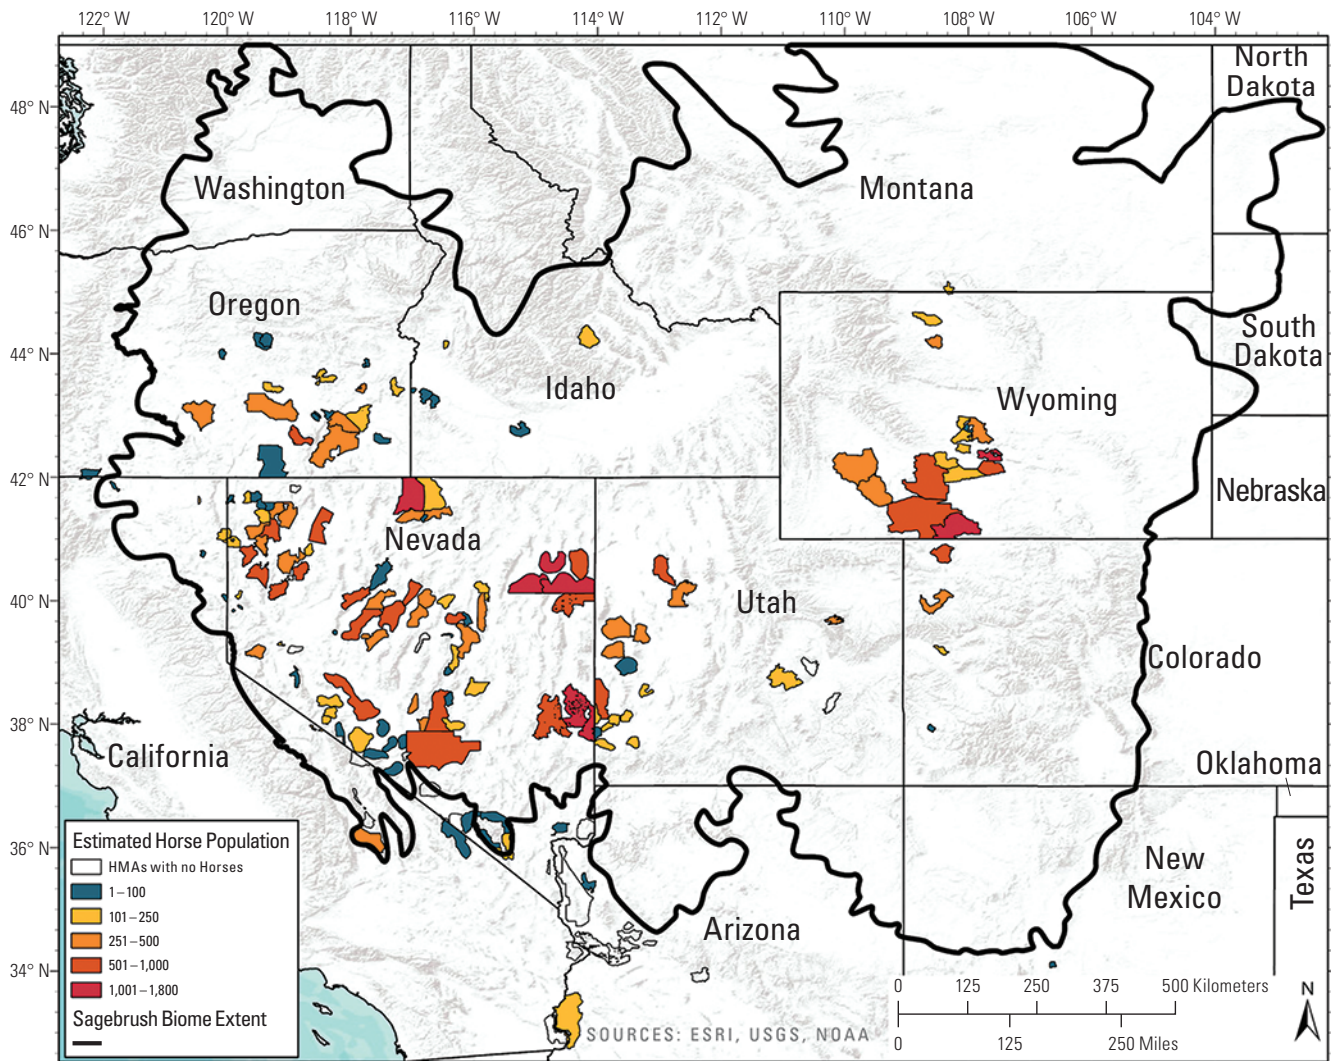 122° W 120° W 118° W 116° W 114° W 112° W 110° W 108° W 106° W 104° W
North
Dakota
48° N
Washington
Montana
46° N
Oregon
South
Dakota
44° N
Idaho
Wyoming
42° N
Nebraska
Nevada
40° N
Utah
Colorado
38° N
California
Oklahoma
36° N
New
Mexico
Texas
Arizona
34° N
Estimated Horse Population
HMAs with no Horses
1–100
101–250
251–500
501–1,000
1,001–1,800
Sagebrush Biome Extent
SOURCES: ESRI, USGS, NOAA
0 125 250 375 500 Kilometers
0 125 250 Miles
N